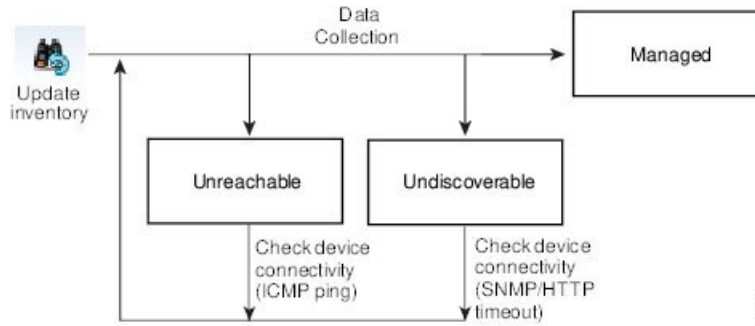 Data
Collection
Managed
Update
inventory
Unreachable
Undiscoverable
Check device
connectivity
(ICMP ping)
Check device
connectivity
(SNMP/HTTP
timeout)